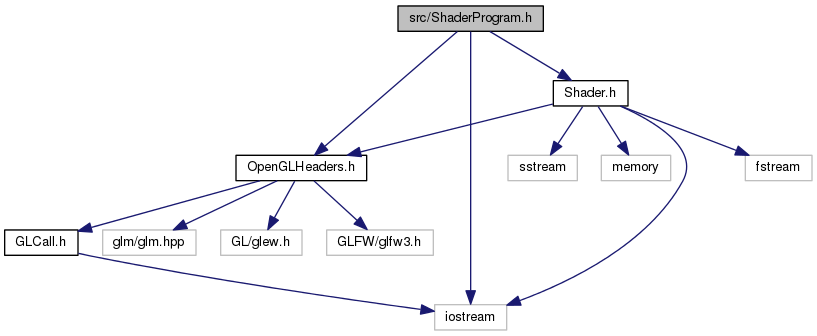 src/ShaderProgram.h
Shader.h
OpenGLHeaders.h
sstream
memory
fstream
GLCall.h
glm/glm.hpp
GL/glew.h
GLFW/glfw3.h
iostream